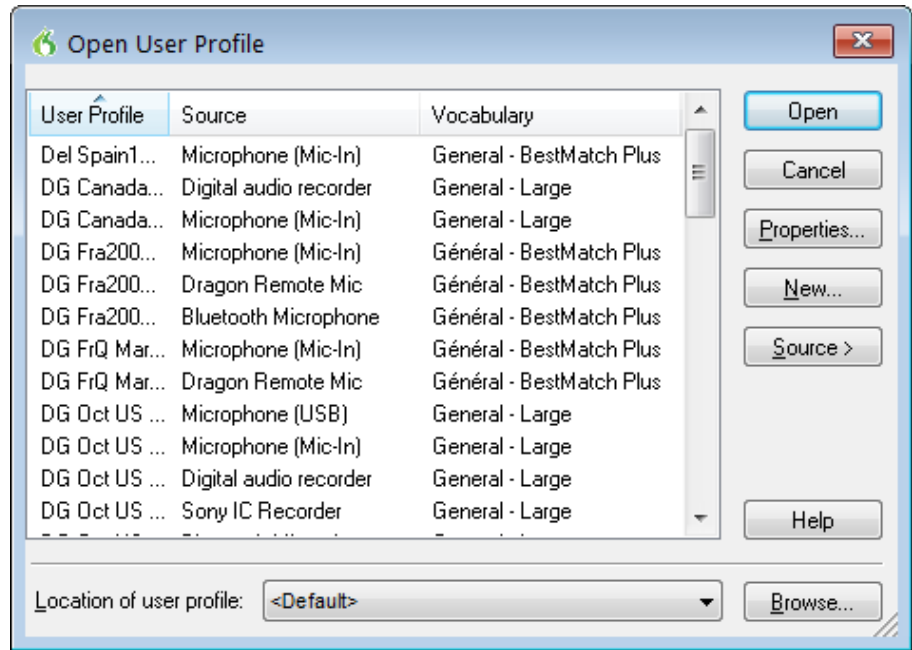 Open User Profile
User Profile Source Vocabulary
Del Spain1... Microphone (Mic-In) General - BestMatch Plus
DG Canada... Digital audio recorder General - Large
DG Canada... Microphone (Mic-In) General - Large
DG Fra200... Microphone (Mic-In) Général - BestMatch Plus
DG Fra200... Dragon Remote Mic Général - BestMatch Plus
DG Fra200... Bluetooth Microphone Général - BestMatch Plus
DG FrQ Mar... Microphone (Mic-In) Général - BestMatch Plus
DG FrQ Mar... Dragon Remote Mic Général - BestMatch Plus
DG Oct US ... Microphone (USB) General - Large
DG Oct US ... Microphone (Mic-In) General - Large
DG Oct US ... Digital audio recorder General - Large
DG Oct US ... Sony IC Recorder General - Large
Open
Cancel
Properties...
New...
Source >
Help
Location of user profile: <Default> Browse...